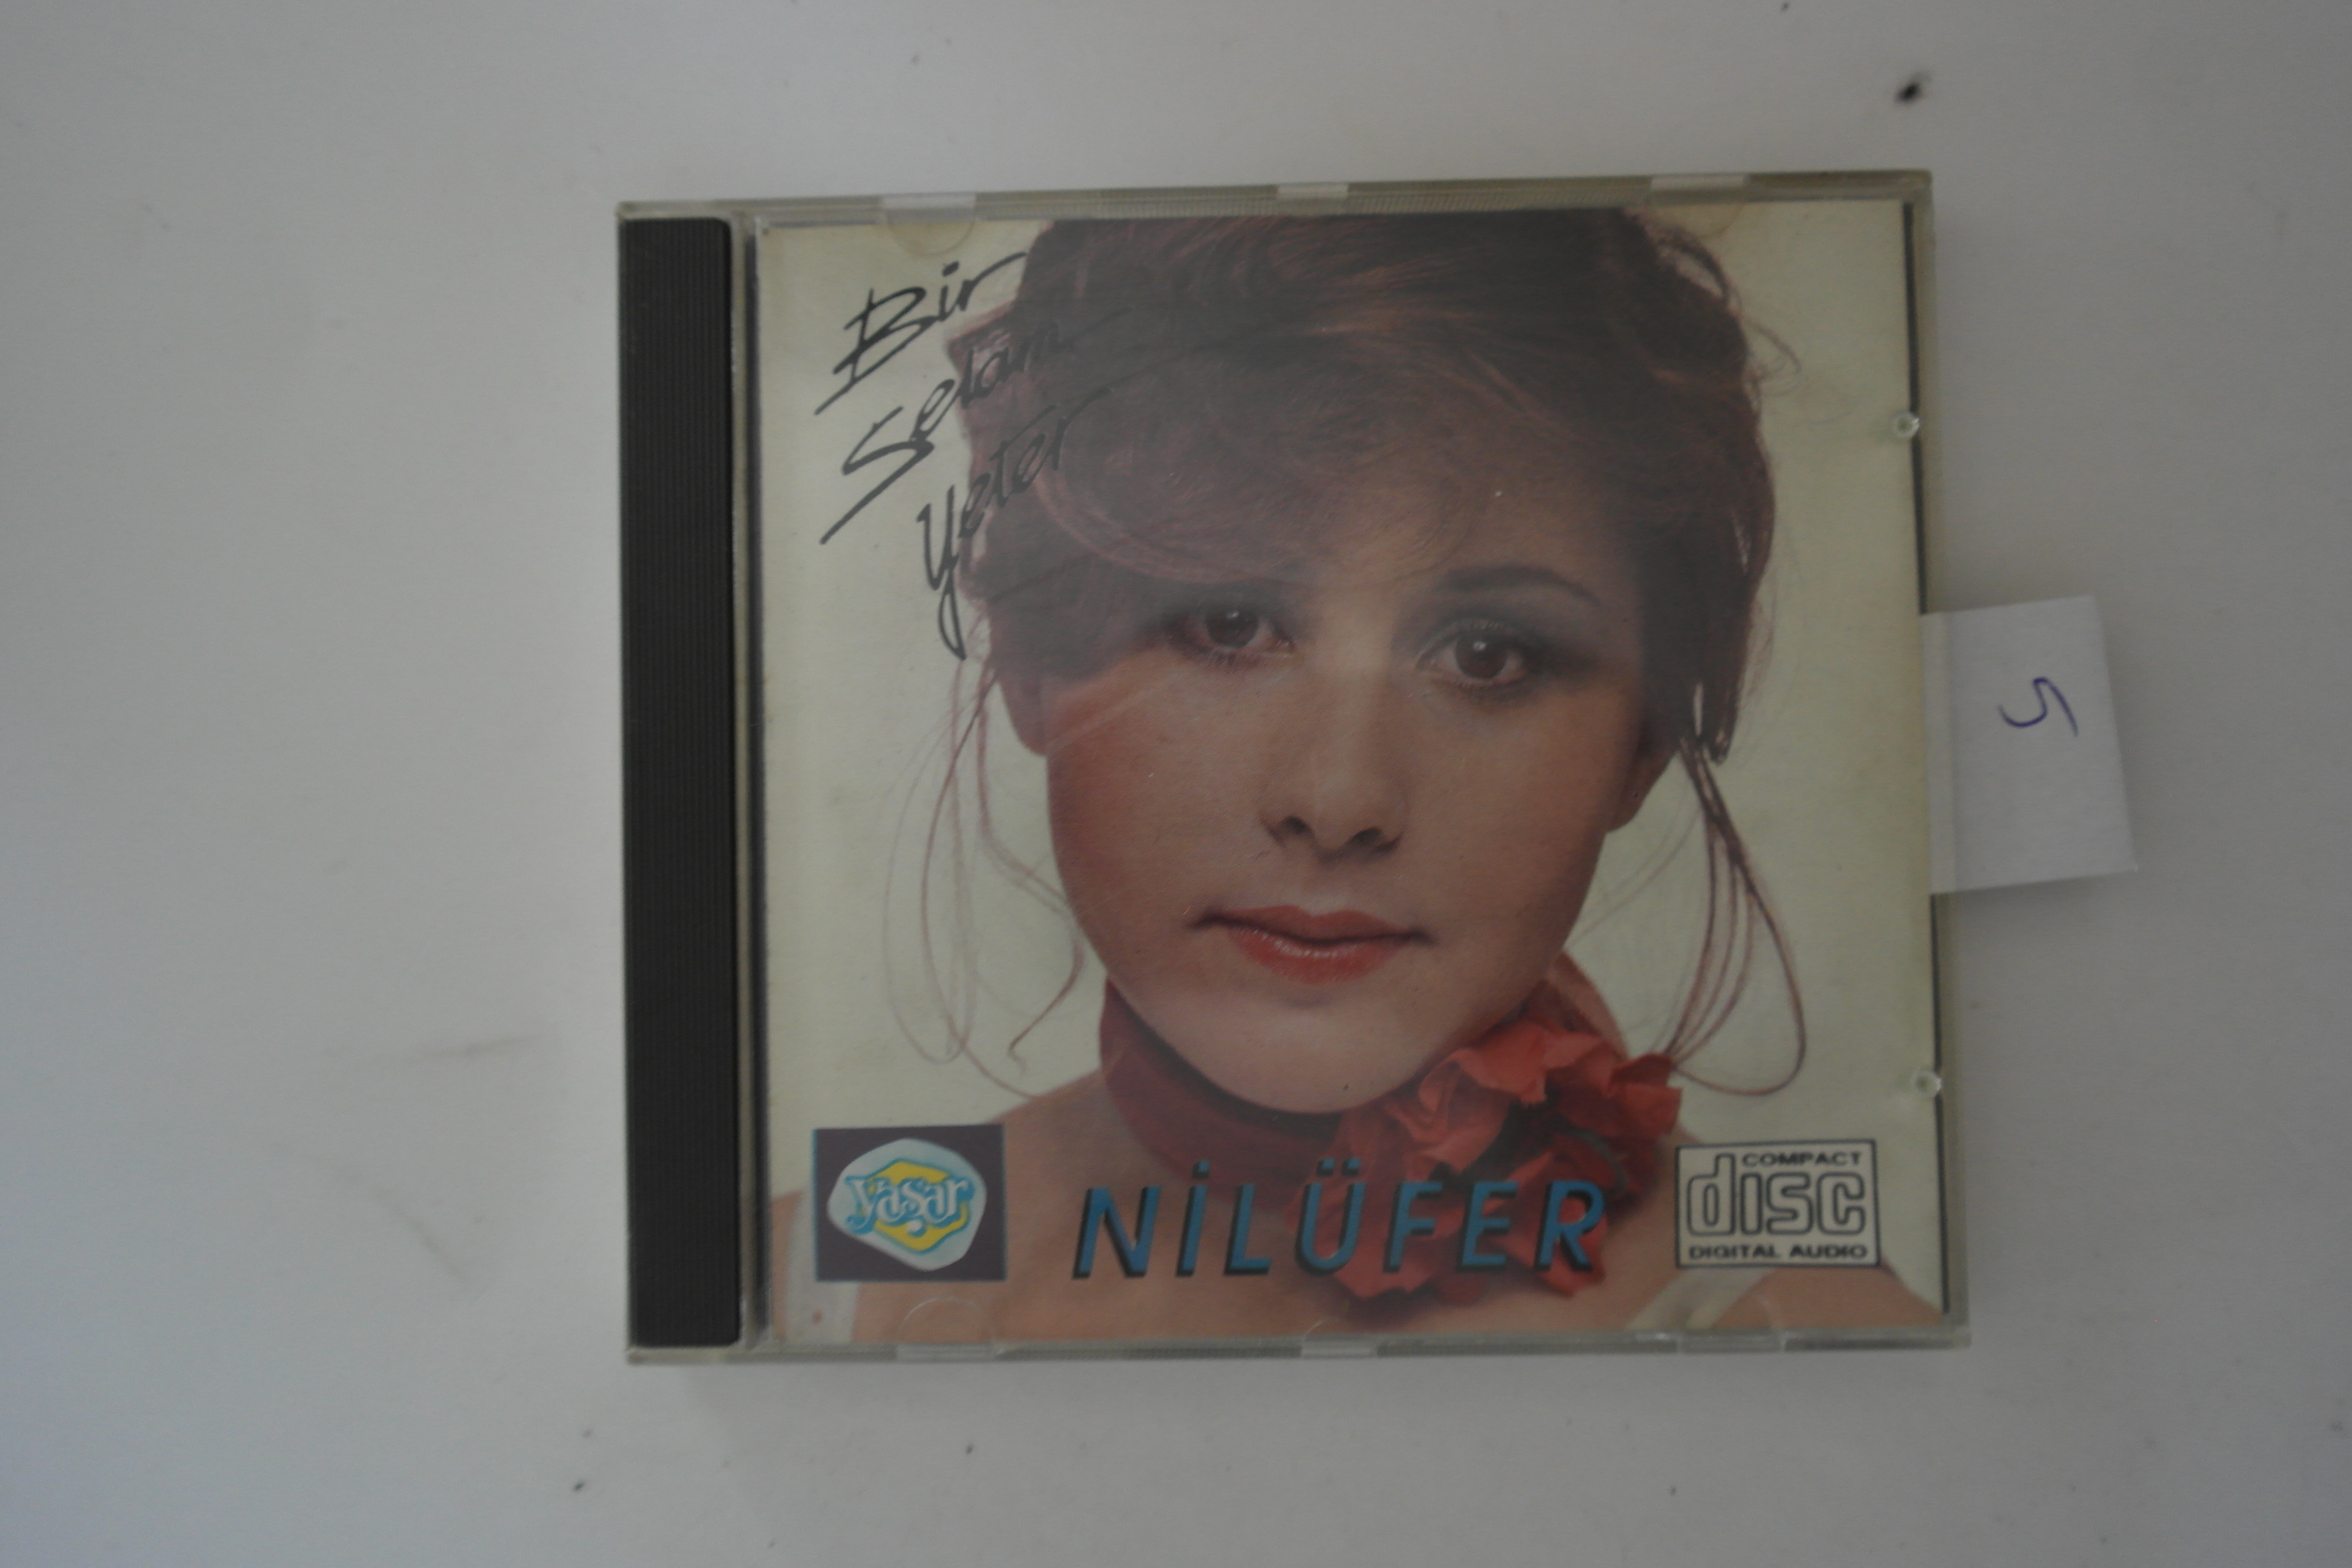 Bir
Selam
Yeter
yaşar
NİLÜFER
COMPACT
disc
DIGITAL AUDIO
5